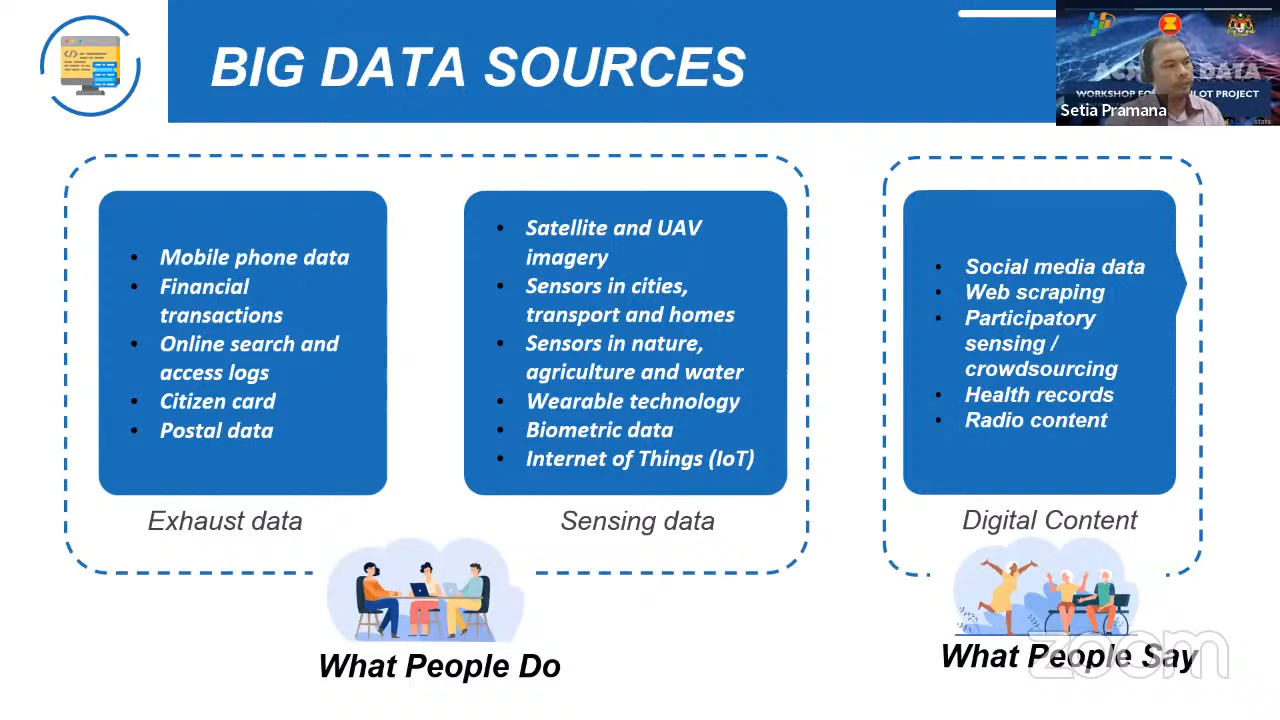 BIG DATA SOURCES
DATA
WORKSHOP FO
ILOT PROJECT
Setia Pramana
stats
• Mobile phone data
• Financial
transactions
• Online search and
access logs
• Citizen card
• Postal data
Exhaust data
• Satellite and UAV
imagery
• Sensors in cities,
transport and homes
• Sensors in nature,
agriculture and water
• Wearable technology
• Biometric data
• Internet of Things (IoT)
Sensing data
• Social media data
• Web scraping
• Participatory
sensing /
crowdsourcing
• Health records
• Radio content
Digital Content
What People Do
What People Say
zoom